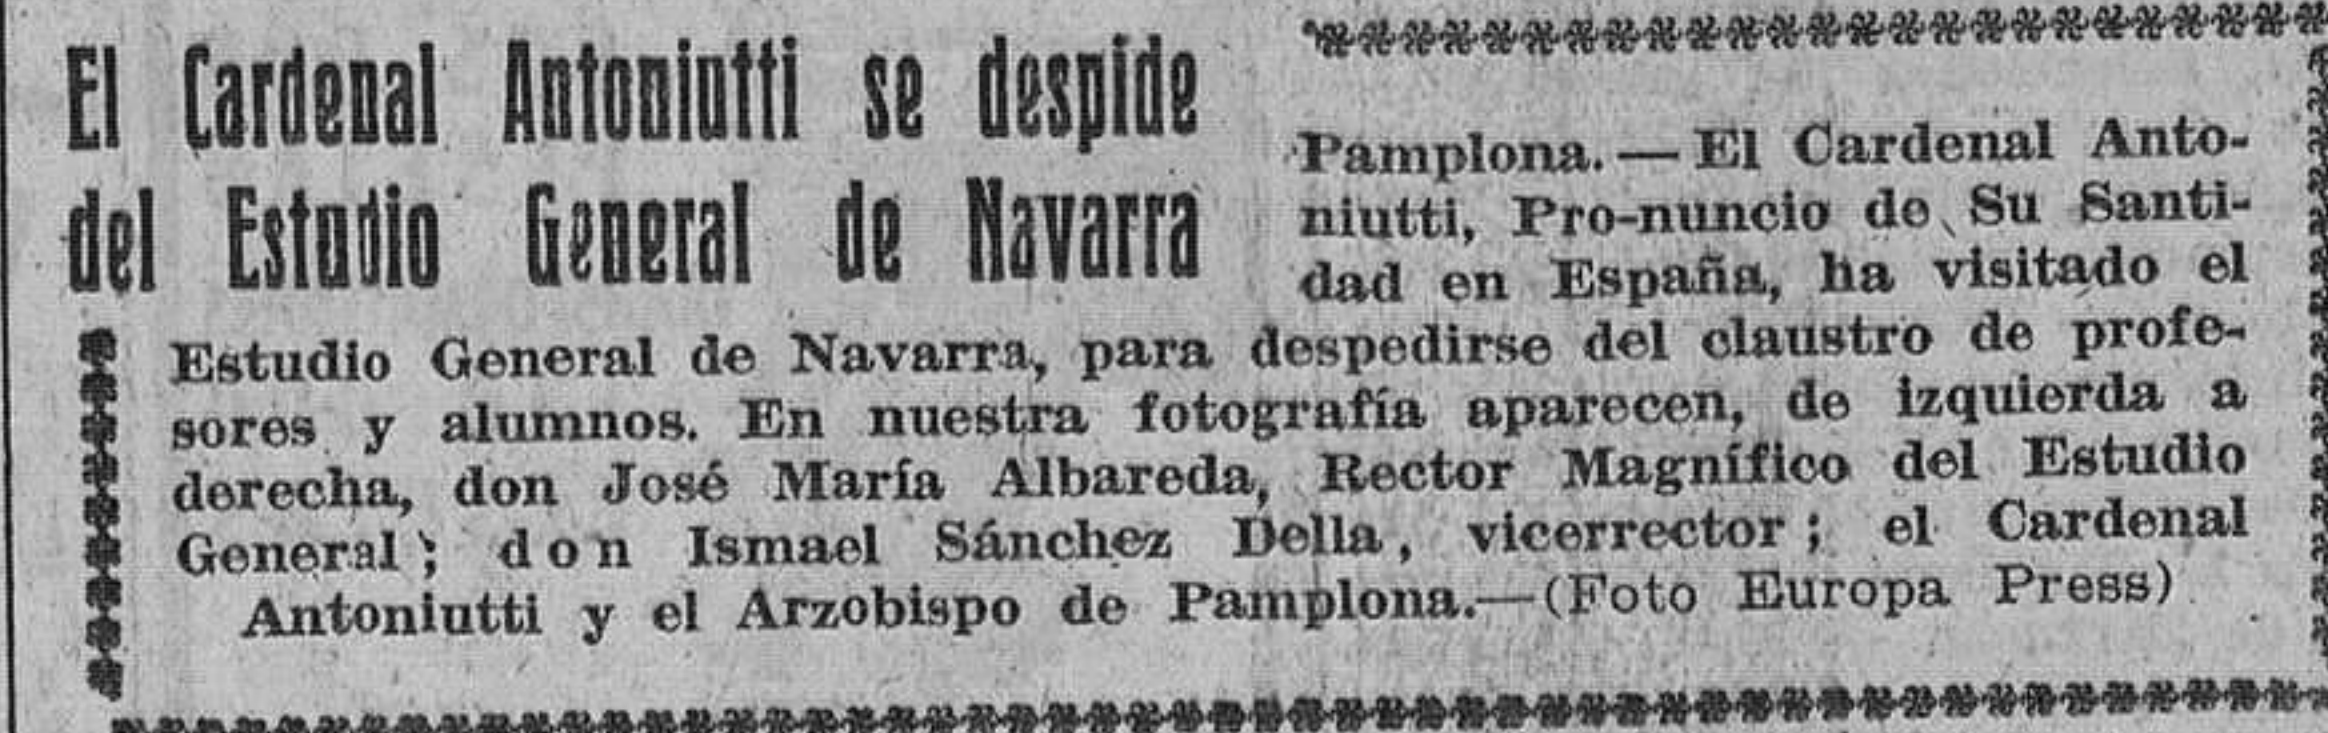 El Cardenal Antoniutti se despide
del Estudio General de Navarra
Pamplona. — El Cardenal Anto-
niutti, Pro-nuncio de Su Santi-
dad en España, ha visitado el
Estudio General de Navarra, para despedirse del claustro de profe-
sores y alumnos. En nuestra fotografía aparecen, de izquierda a
derecha, don José María Albareda, Rector Magnífico del Estudio
General; don Ismael Sánchez Della, vicerrector; el Cardenal
Antoniutti y el Arzobispo de Pamplona.—(Foto Europa Press)